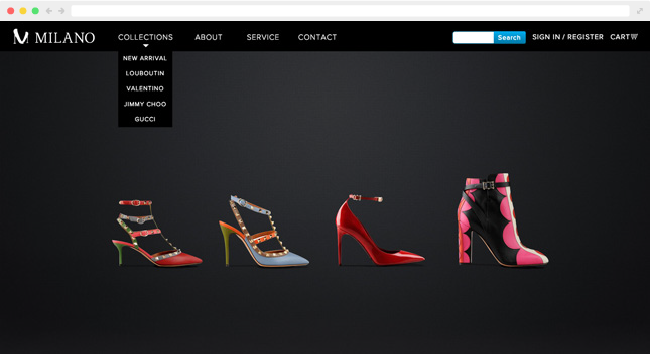 MILANO
COLLECTIONS ABOUT SERVICE CONTACT Search SIGN IN / REGISTER CART
NEW ARRIVAL
LOUBOUTIN
VALENTINO
JIMMY CHOO
GUCCI